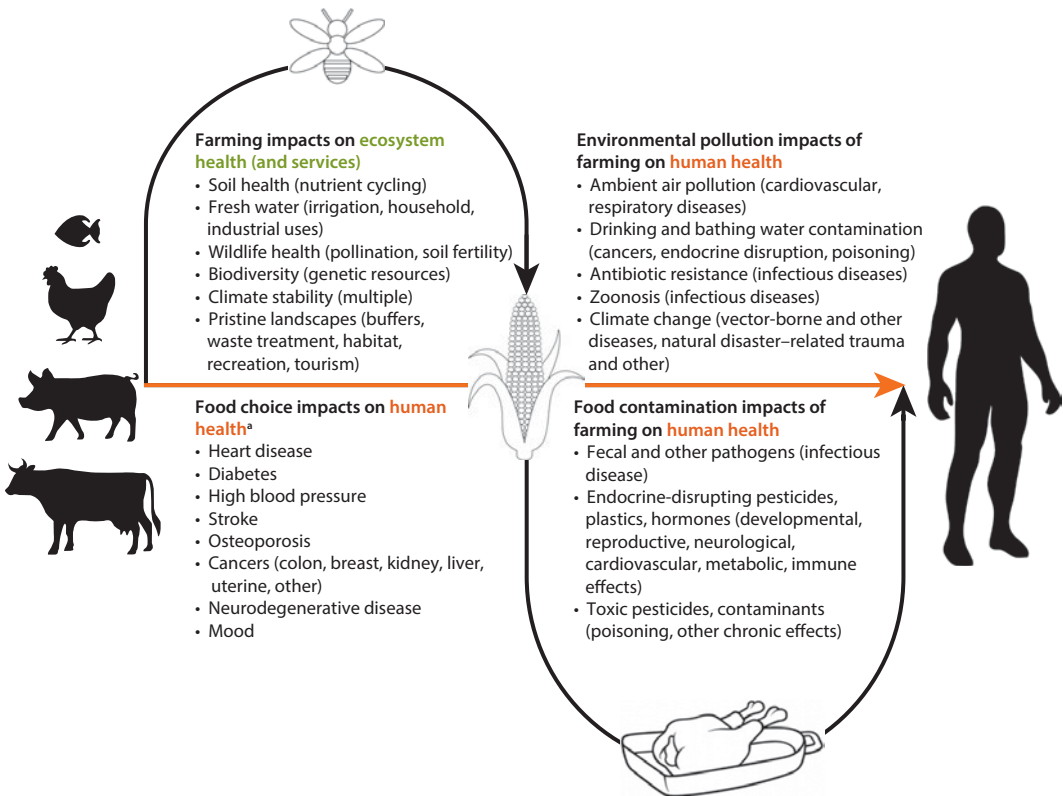 Farming impacts on ecosystem
health (and services)
• Soil health (nutrient cycling)
• Fresh water (irrigation, household,
industrial uses)
• Wildlife health (pollination, soil fertility)
• Biodiversity (genetic resources)
• Climate stability (multiple)
• Pristine landscapes (buffers,
waste treatment, habitat,
recreation, tourism)
Environmental pollution impacts of
farming on human health
• Ambient air pollution (cardiovascular,
respiratory diseases)
• Drinking and bathing water contamination
(cancers, endocrine disruption, poisoning)
• Antibiotic resistance (infectious diseases)
• Zoonosis (infectious diseases)
• Climate change (vector-borne and other
diseases, natural disaster–related trauma
and other)
Food choice impacts on human
healthᵃ
• Heart disease
• Diabetes
• High blood pressure
• Stroke
• Osteoporosis
• Cancers (colon, breast, kidney, liver,
uterine, other)
• Neurodegenerative disease
• Mood
Food contamination impacts of
farming on human health
• Fecal and other pathogens (infectious
disease)
• Endocrine-disrupting pesticides,
plastics, hormones (developmental,
reproductive, neurological,
cardiovascular, metabolic, immune
effects)
• Toxic pesticides, contaminants
(poisoning, other chronic effects)